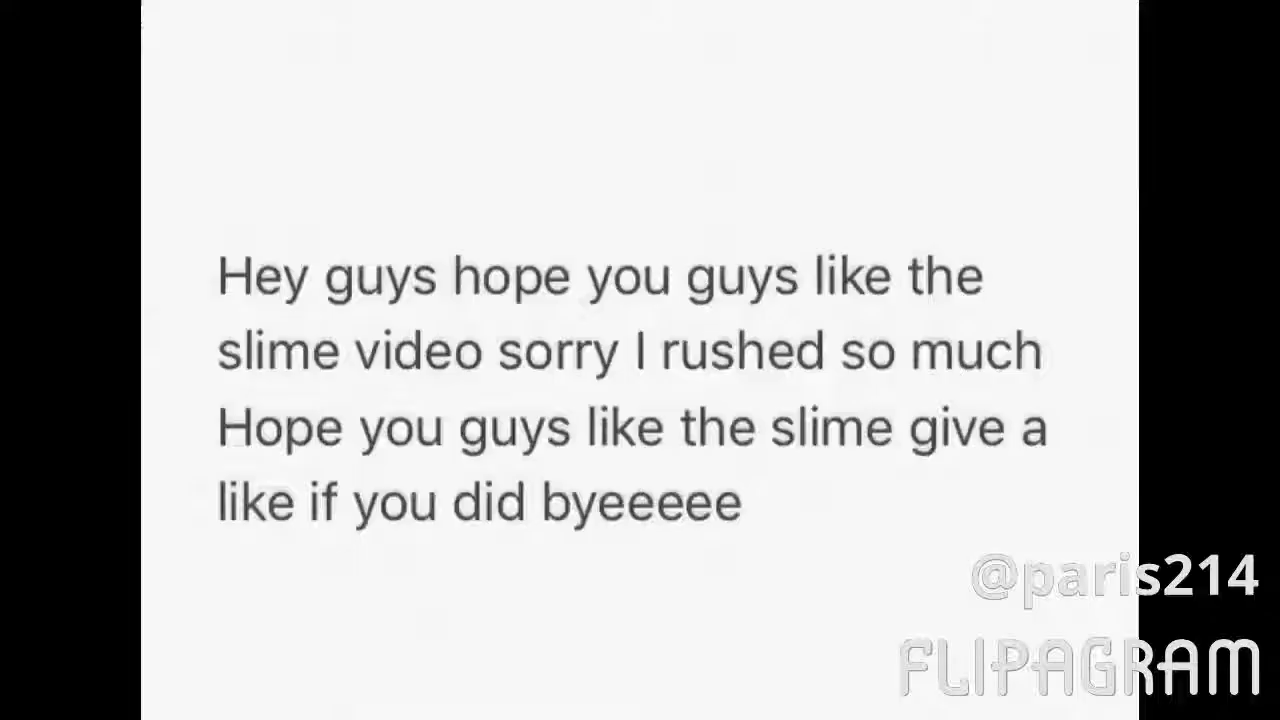 Hey guys hope you guys like the
slime video sorry I rushed so much
Hope you guys like the slime give a
like if you did byeeeee
@paris214
FLIPAGRAM